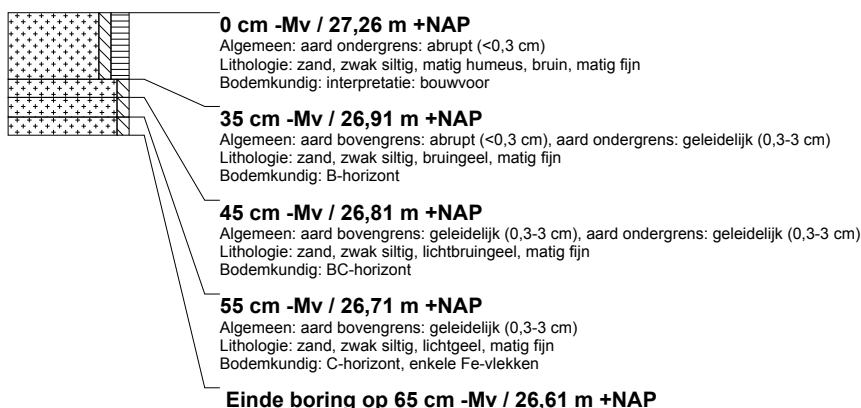 0 cm -Mv / 27,26 m +NAP
Algemeen: aard ondergrens: abrupt (<0,3 cm)
Lithologie: zand, zwak siltig, matig humeus, bruin, matig fijn
Bodemkundig: interpretatie: bouwvoor
35 cm -Mv / 26,91 m +NAP
Algemeen: aard bovengrens: abrupt (<0,3 cm), aard ondergrens: geleidelijk (0,3-3 cm)
Lithologie: zand, zwak siltig, bruingeel, matig fijn
Bodemkundig: B-horizont
45 cm -Mv / 26,81 m +NAP
Algemeen: aard bovengrens: geleidelijk (0,3-3 cm), aard ondergrens: geleidelijk (0,3-3 cm)
Lithologie: zand, zwak siltig, lichtbruingeel, matig fijn
Bodemkundig: BC-horizont
55 cm -Mv / 26,71 m +NAP
Algemeen: aard bovengrens: geleidelijk (0,3-3 cm)
Lithologie: zand, zwak siltig, lichtgeel, matig fijn
Bodemkundig: C-horizont, enkele Fe-vlekken
Einde boring op 65 cm -Mv / 26,61 m +NAP